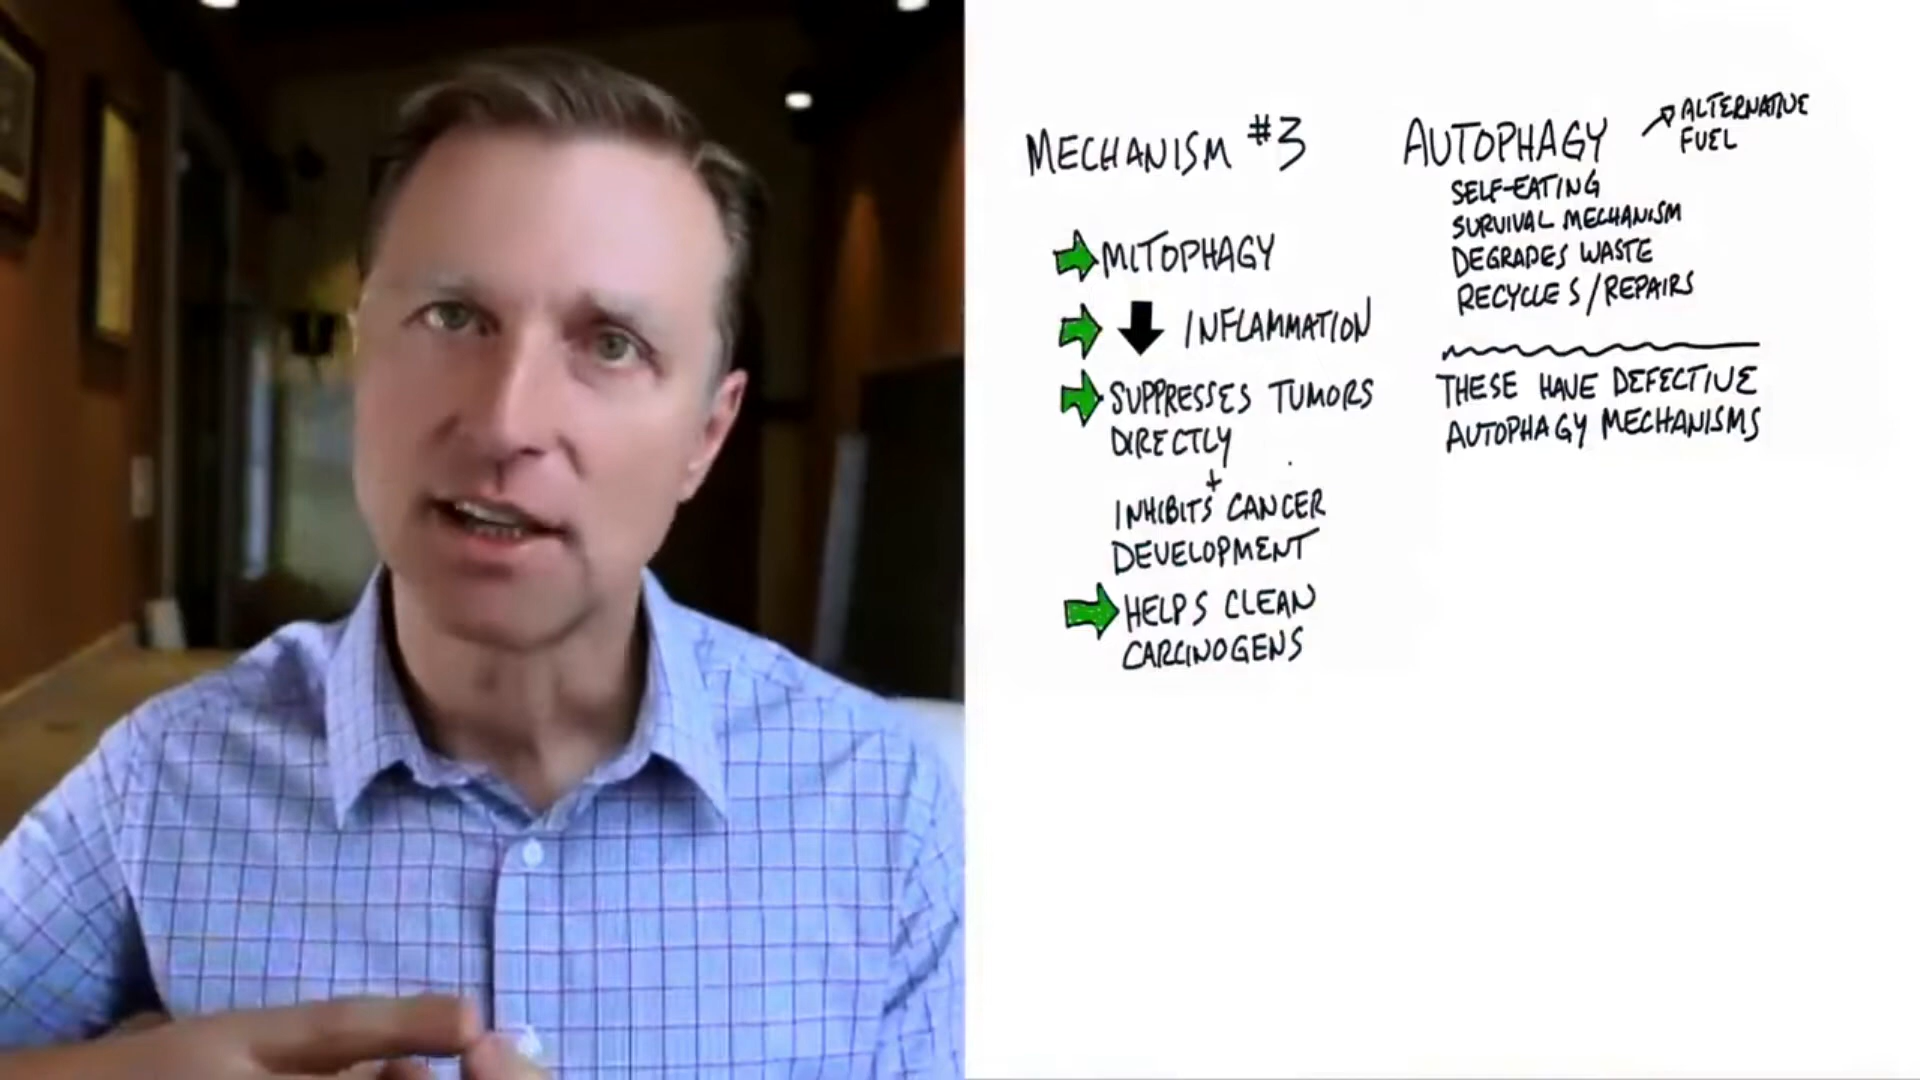 MECHANISM #3
MITOPHAGY
INFLAMMATION
SUPPRESSES TUMORS
DIRECTLY
+
INHIBITS CANCER
DEVELOPMENT
HELPS CLEAN
CARCINOGENS
AUTOPHAGY
ALTERNATIVE
FUEL
SELF-EATING
SURVIVAL MECHANISM
DEGRADES WASTE
RECYCLES/REPAIRS
THESE HAVE DEFECTIVE
AUTOPHAGY MECHANISMS